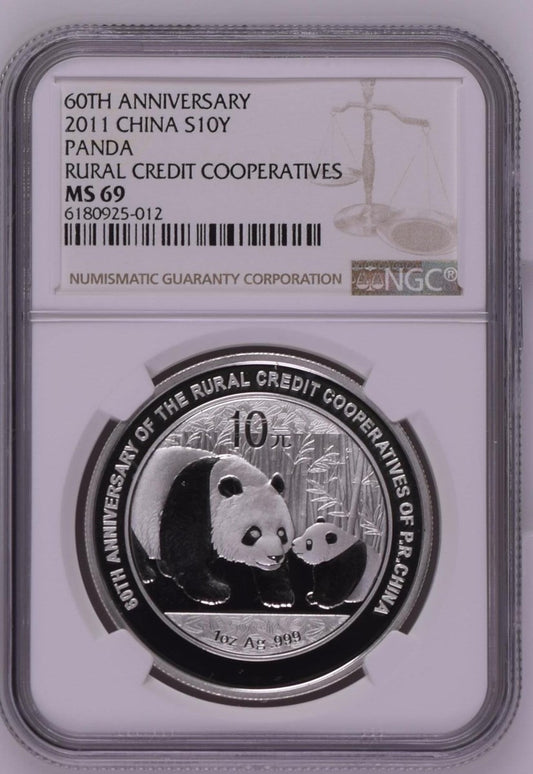 60TH ANNIVERSARY
2011 CHINA S10Y
PANDA
RURAL CREDIT COOPERATIVES
MS 69
6180925-012
NUMISMATIC GUARANTY CORPORATION
NGC®
60TH ANNIVERSARY OF THE RURAL CREDIT COOPERATIVES OF P.R.CHINA
10元
1oz Ag .999